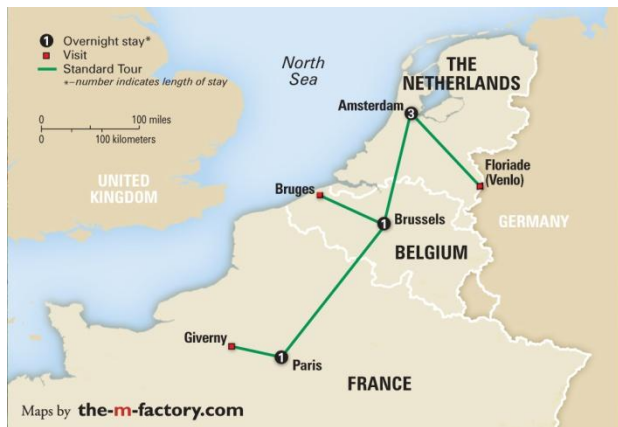 1 Overnight stay*
Visit
Standard Tour
*–number indicates length of stay
0 100 miles
0 100 kilometers
North
Sea
THE
NETHERLANDS
Amsterdam
3
Floriade
(Venlo)
UNITED
KINGDOM
Bruges
1
Brussels
GERMANY
BELGIUM
Giverny
1
Paris
FRANCE
Maps by the-m-factory.com